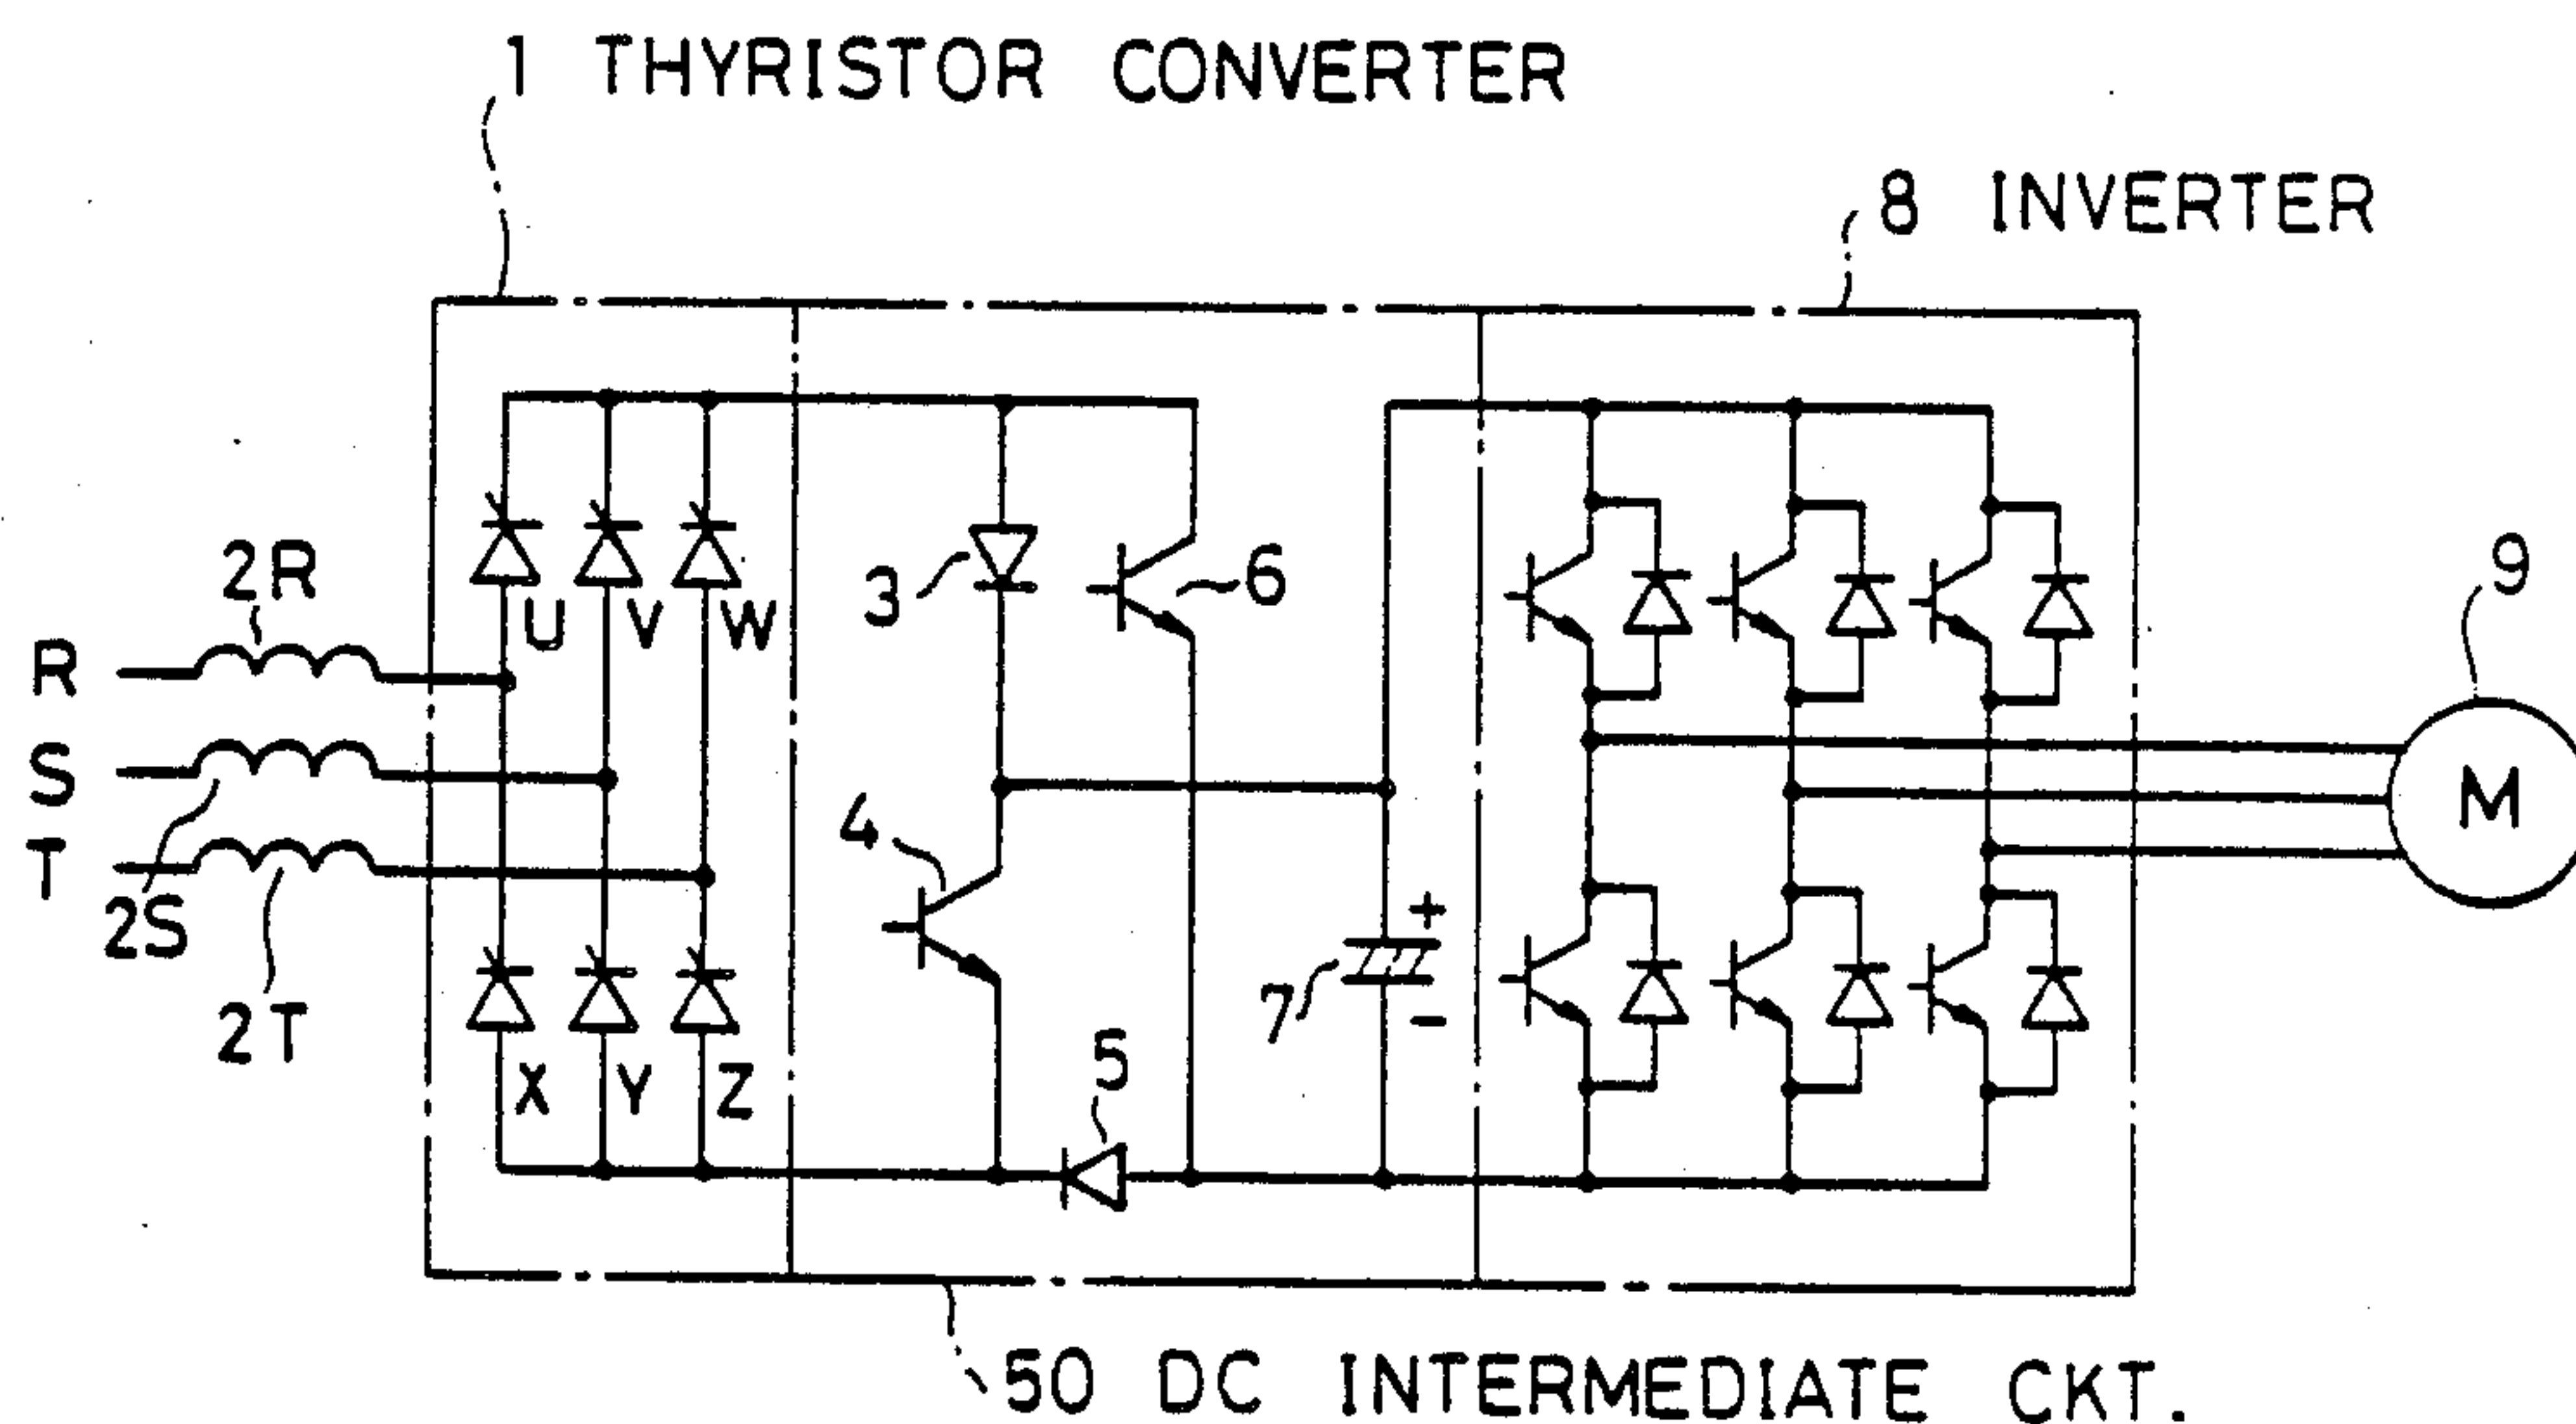 1 THYRISTOR CONVERTER
8 INVERTER
2R
3
6
9
U V W
R
S
4
M
T
+
2S
7
2T
-
5
X Y Z
50 DC INTERMEDIATE CKT.